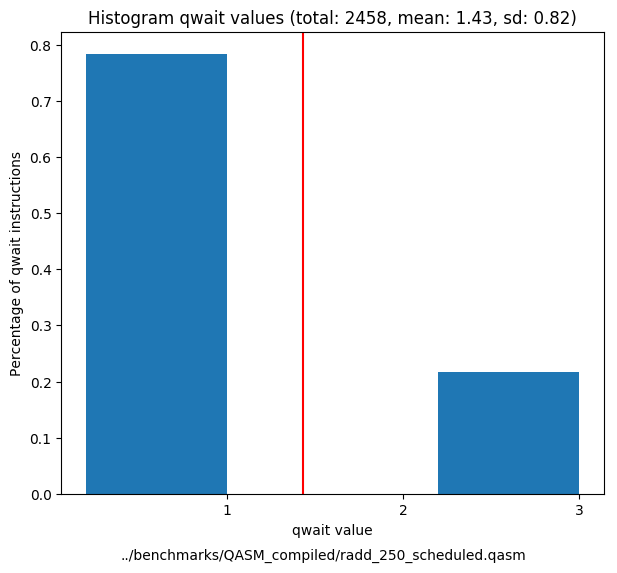 Histogram qwait values (total: 2458, mean: 1.43, sd: 0.82)
0.8
0.7
0.6
0.5
0.4
0.3
0.2
0.1
0.0
Percentage of qwait instructions
1 2 3
qwait value
../benchmarks/QASM_compiled/radd_250_scheduled.qasm